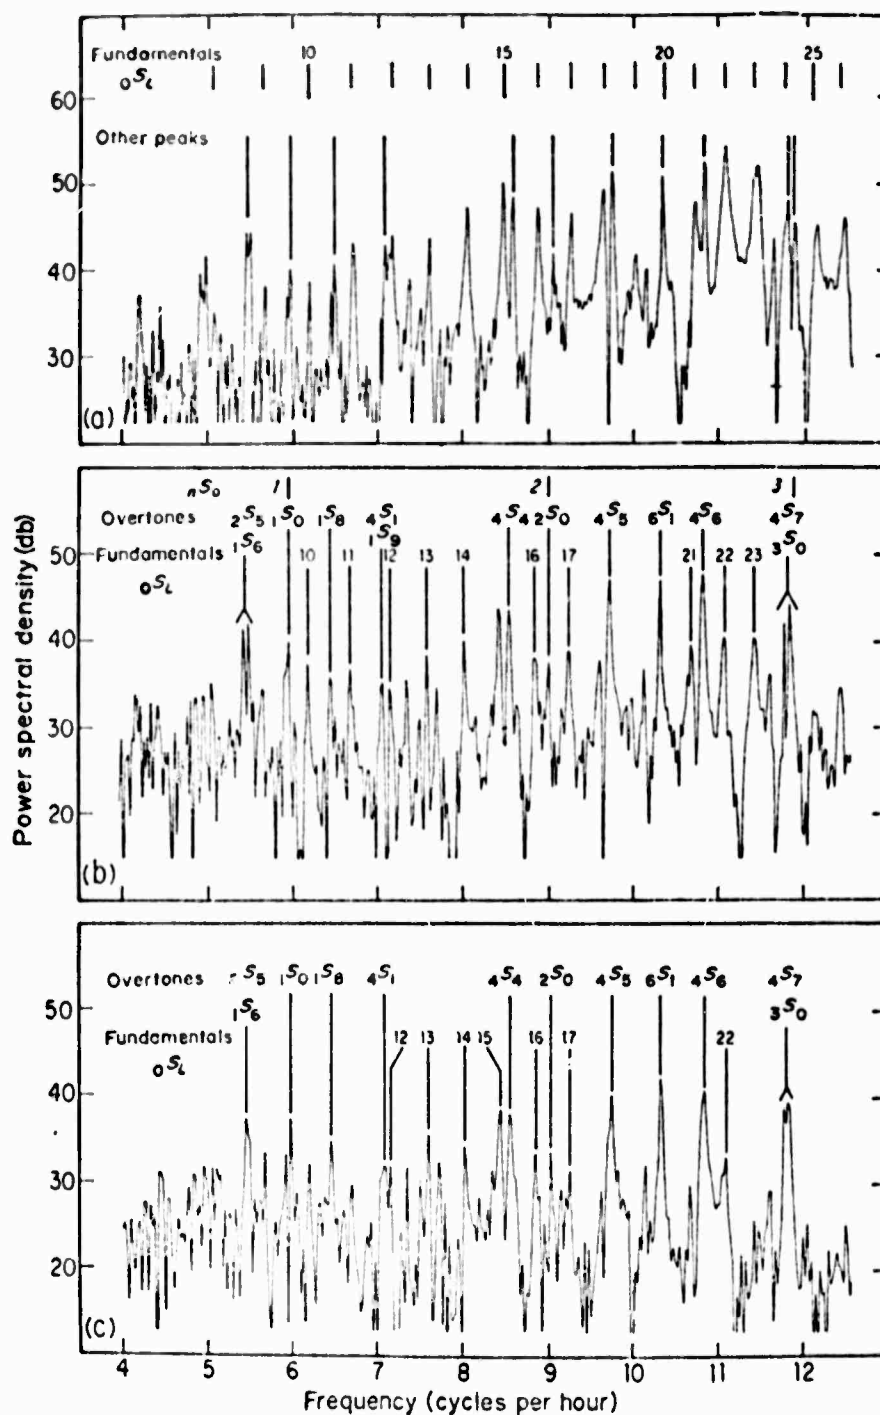 Fundamentals 10 15 20 25
₀Sₗ
60
Other peaks
50
40
30
(a)
ₙS₀ 1 2 3
Overtones ₂S₅ ₁S₀ ₁S₈ ₄S₁ ₄S₄ ₂S₀ ₄S₅ ₆S₁ ₄S₆ ₄S₇
50 Fundamentals ₁S₆ 10 11 ₁S₉ 12 13 14 16 17 21 22 23 ₃S₀
₀Sₗ
40
30
20
(b)
Power spectral density (db)
Overtones S₅ ₁S₀ ₁S₈ ₄S₁ ₄S₄ ₂S₀ ₄S₅ ₆S₁ ₄S₆ ₄S₇
50 ₁S₆ ₃S₀
Fundamentals 12 13 14 15 16 17 22
₀Sₗ
40
30
20
(c)
4 5 6 7 8 9 10 11 12
Frequency (cycles per hour)